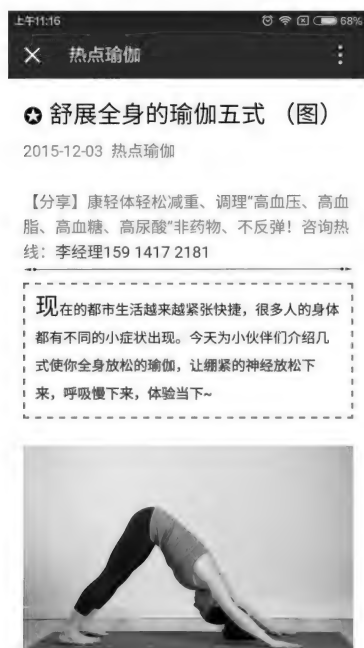 上午11:16 68%
热点瑜伽
舒展全身的瑜伽五式 （图）
2015-12-03 热点瑜伽
【分享】康轻体轻松减重、调理"高血压、高血
脂、高血糖、高尿酸"非药物、不反弹！咨询热
线：李经理159 1417 2181
现在的都市生活越来越紧张快捷，很多人的身体
都有不同的小症状出现。今天为小伙伴们介绍几
式使你全身放松的瑜伽，让绷紧的神经放松下
来，呼吸慢下来，体验当下~